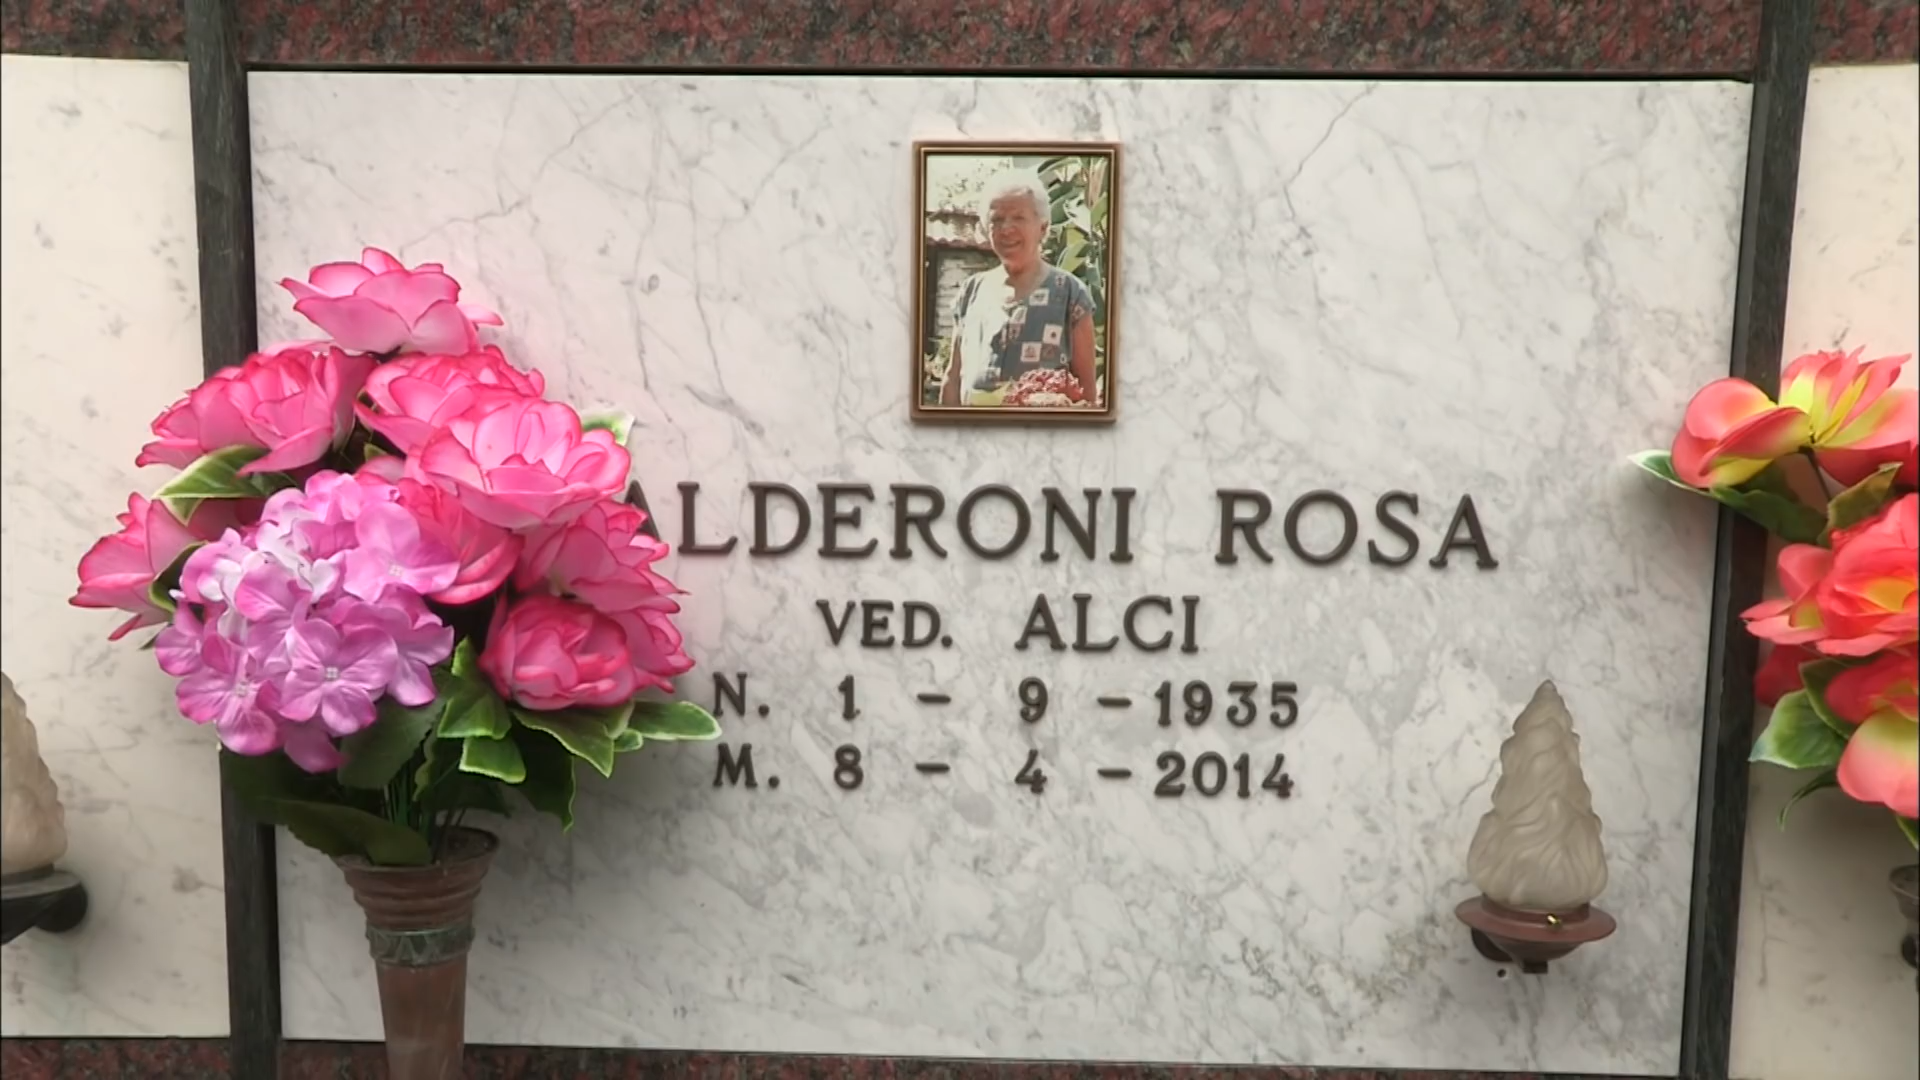 ALDERONI ROSA
VED. ALCI
N. 1 - 9 - 1935
M. 8 - 4 - 2014